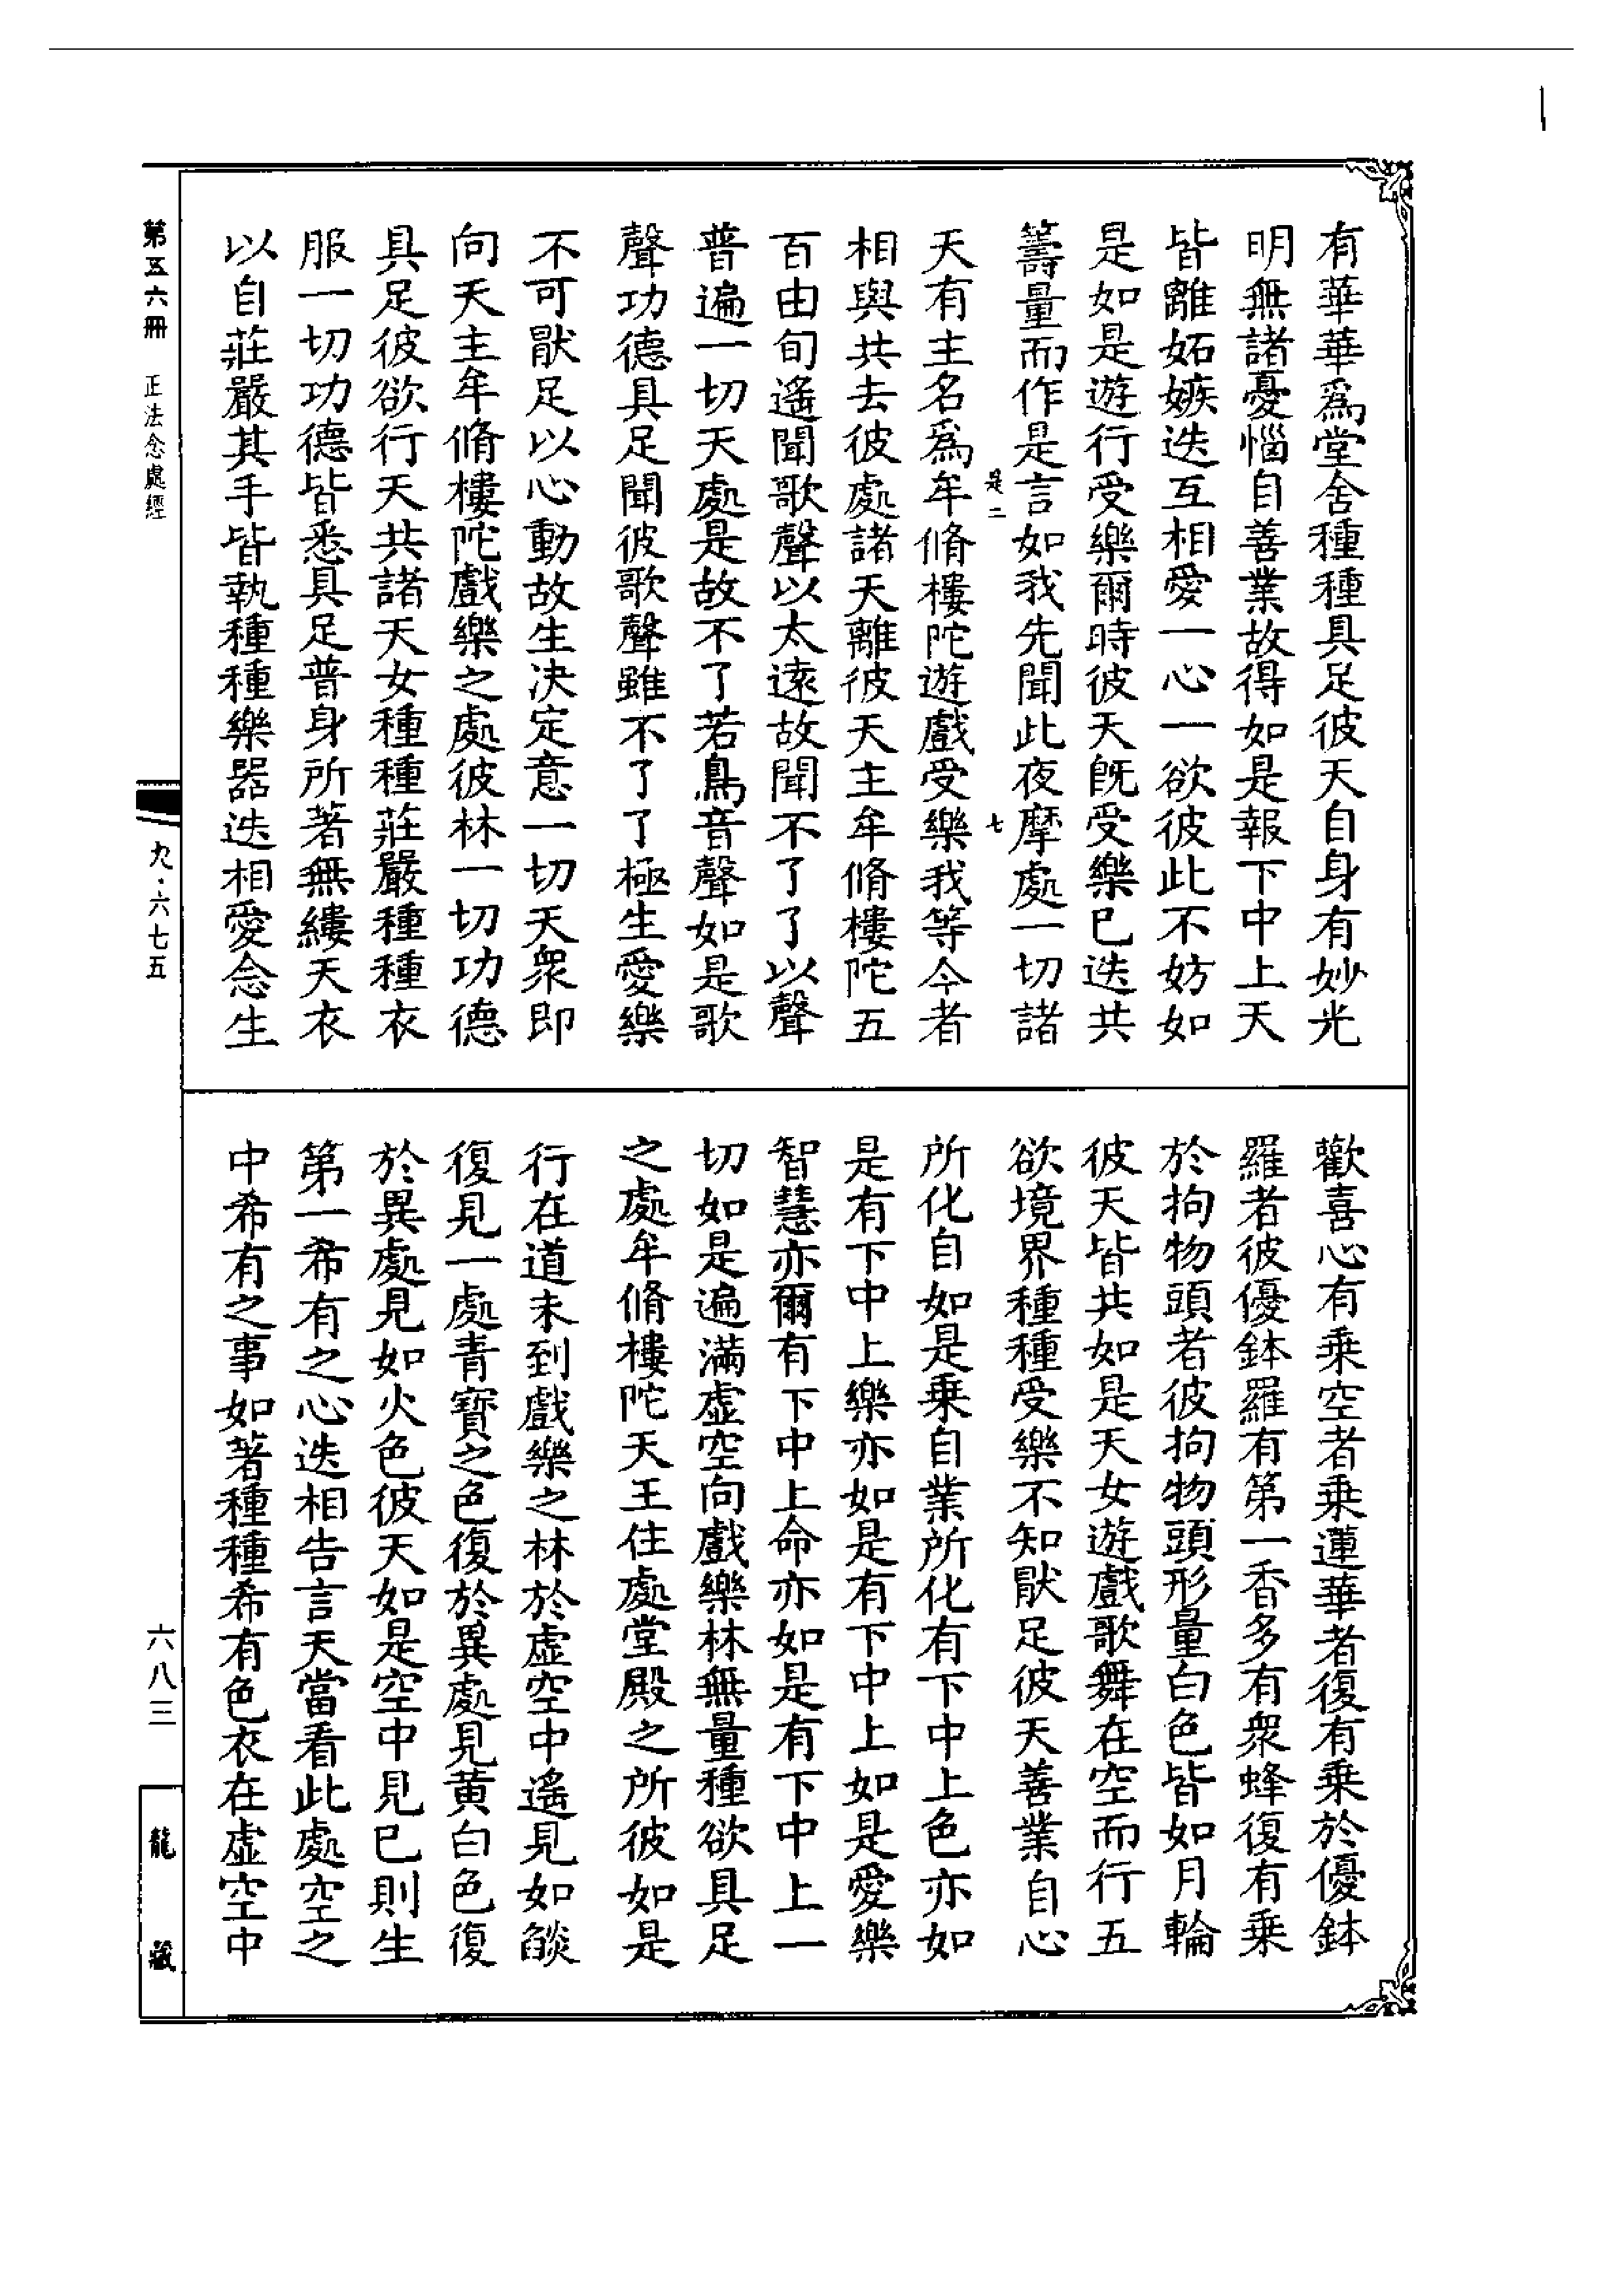 有華華爲堂舍種種具足彼天自身有妙光
明無諸憂惱自善業故得如是報下中上天
皆離妬嫉迭互相愛一心一欲彼此不妨如
是如是遊行受樂爾時彼天旣受樂已迭共
籌量而作是言如我先聞此夜摩處一切諸
是二
七
天有主名爲牟脩樓陀遊戲受樂我等今者
相與共去彼處諸天離彼天主牟脩樓陀五
百由旬遙聞歌聲以太遠故聞不了了以聲
普遍一切天處是故不了若鳥音聲如是歌
聲功德具足聞彼歌聲雖不了了極生愛樂
不可猒足以心動故生决定意一切天衆即
向天主牟脩樓陀戲樂之處彼林一切功德
具足彼欲行天共諸天女種種莊嚴種種衣
服一切功德皆悉具足普身所著無縷天衣
以自莊嚴其手皆執種種樂器迭相愛念生
歡喜心有乗空者乗蓮華者復有乗於優鉢
羅者彼優鉢羅有第一香多有衆蜂復有乗
於拘物頭者彼拘物頭形量白色皆如月輪
彼天皆共如是天女遊戲歌舞在空而行五
欲境界種種受樂不知猒足彼天善業自心
所化自如是乗自業所化有下中上色亦如
是有下中上樂亦如是有下中上如是愛樂
智慧亦爾有下中上命亦如是有下中上一
切如是遍滿虚空向戲樂林無量種欲具足
之處牟脩樓陀天王住處堂殿之所彼如是
行在道未到戲樂之林於虚空中遙見如燄
復見一處青寶之色復於異處見黄白色復
於異處見如火色彼天如是空中見已則生
第一希有之心迭相告言天當看此處空之
中希有之事如著種種希有色衣在虚空中
第五六冊 正法念處經
九·六七五
六八三
龍藏